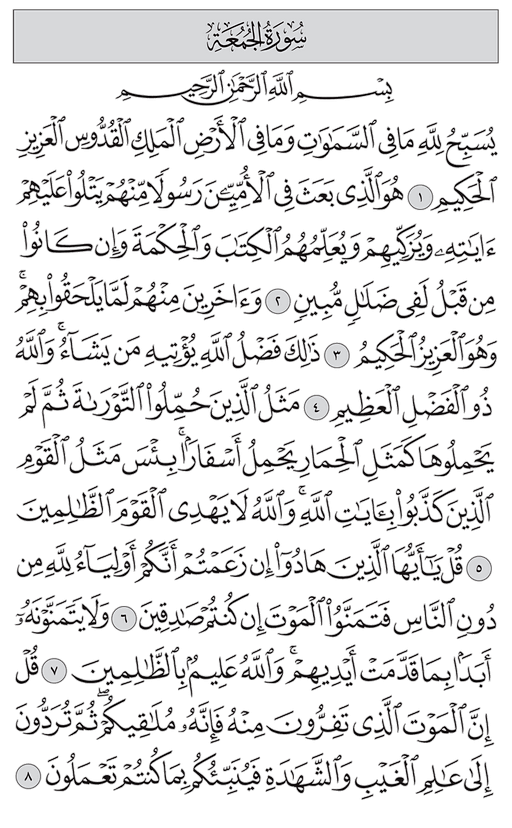 سُورَةُ الجُمُعَةِ
بِسْمِ ٱللَّهِ ٱلرَّحْمَٰنِ ٱلرَّحِيمِ
يُسَبِّحُ لِلَّهِ مَا فِي ٱلسَّمَٰوَٰتِ وَمَا فِي ٱلْأَرْضِ ٱلْمَلِكِ ٱلْقُدُّوسِ ٱلْعَزِيزِ
ٱلْحَكِيمِ ١ هُوَ ٱلَّذِي بَعَثَ فِي ٱلْأُمِّيِّـۧنَ رَسُولًا مِّنْهُمْ يَتْلُوا۟ عَلَيْهِمْ
ءَايَٰتِهِۦ وَيُزَكِّيهِمْ وَيُعَلِّمُهُمُ ٱلْكِتَٰبَ وَٱلْحِكْمَةَ وَإِن كَانُوا۟
مِن قَبْلُ لَفِي ضَلَٰلٍ مُّبِينٍ ٢ وَءَاخَرِينَ مِنْهُمْ لَمَّا يَلْحَقُوا۟ بِهِمْ ۚ
وَهُوَ ٱلْعَزِيزُ ٱلْحَكِيمُ ٣ ذَٰلِكَ فَضْلُ ٱللَّهِ يُؤْتِيهِ مَن يَشَآءُ ۚ وَٱللَّهُ
ذُو ٱلْفَضْلِ ٱلْعَظِيمِ ٤ مَثَلُ ٱلَّذِينَ حُمِّلُوا۟ ٱلتَّوْرَىٰةَ ثُمَّ لَمْ
يَحْمِلُوهَا كَمَثَلِ ٱلْحِمَارِ يَحْمِلُ أَسْفَارًۢا ۚ بِئْسَ مَثَلُ ٱلْقَوْمِ
ٱلَّذِينَ كَذَّبُوا۟ بِـَٔايَٰتِ ٱللَّهِ ۚ وَٱللَّهُ لَا يَهْدِي ٱلْقَوْمَ ٱلظَّٰلِمِينَ
٥ قُلْ يَٰٓأَيُّهَا ٱلَّذِينَ هَادُوٓا۟ إِن زَعَمْتُمْ أَنَّكُمْ أَوْلِيَآءُ لِلَّهِ مِن
دُونِ ٱلنَّاسِ فَتَمَنَّوُا۟ ٱلْمَوْتَ إِن كُنتُمْ صَٰدِقِينَ ٦ وَلَا يَتَمَنَّوْنَهُۥٓ
أَبَدًۢا بِمَا قَدَّمَتْ أَيْدِيهِمْ ۚ وَٱللَّهُ عَلِيمٌۢ بِٱلظَّٰلِمِينَ ٧ قُلْ
إِنَّ ٱلْمَوْتَ ٱلَّذِي تَفِرُّونَ مِنْهُ فَإِنَّهُۥ مُلَٰقِيكُمْ ۖ ثُمَّ تُرَدُّونَ
إِلَىٰ عَٰلِمِ ٱلْغَيْبِ وَٱلشَّهَٰدَةِ فَيُنَبِّئُكُم بِمَا كُنتُمْ تَعْمَلُونَ ٨